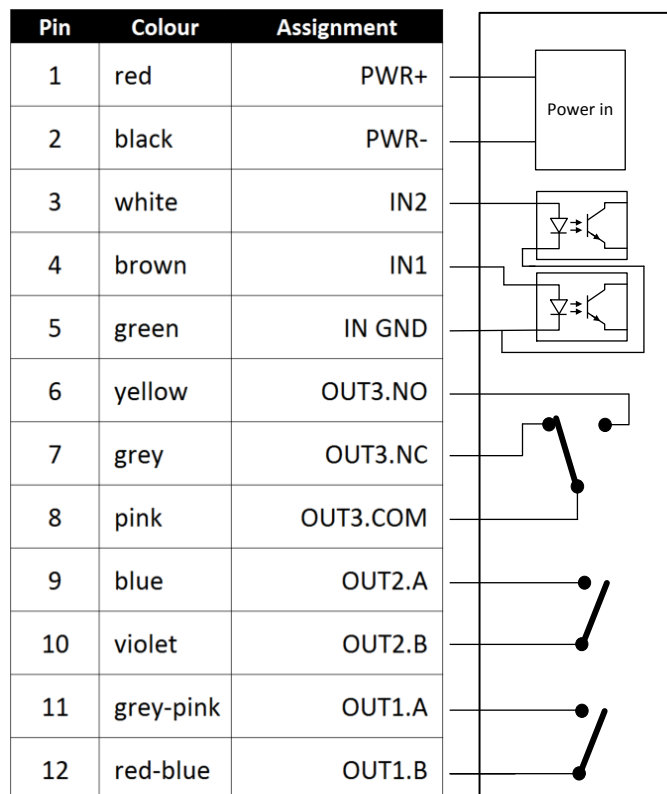 Pin Colour Assignment
1 red PWR+
Power in
2 black PWR-
3 white IN2
4 brown IN1
5 green IN GND
6 yellow OUT3.NO
7 grey OUT3.NC
8 pink OUT3.COM
9 blue OUT2.A
10 violet OUT2.B
11 grey-pink OUT1.A
12 red-blue OUT1.B